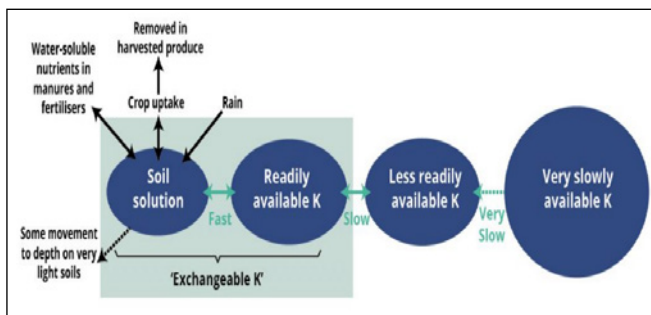 Removed in
harvested produce
Water-soluble
nutrients in
manures and
fertilisers
Crop uptake
Rain
Soil
solution
Fast
Readily
available K
Slow
Less readily
available K
Very
Slow
Very slowly
available K
Some movement
to depth on very
light soils
'Exchangeable K'